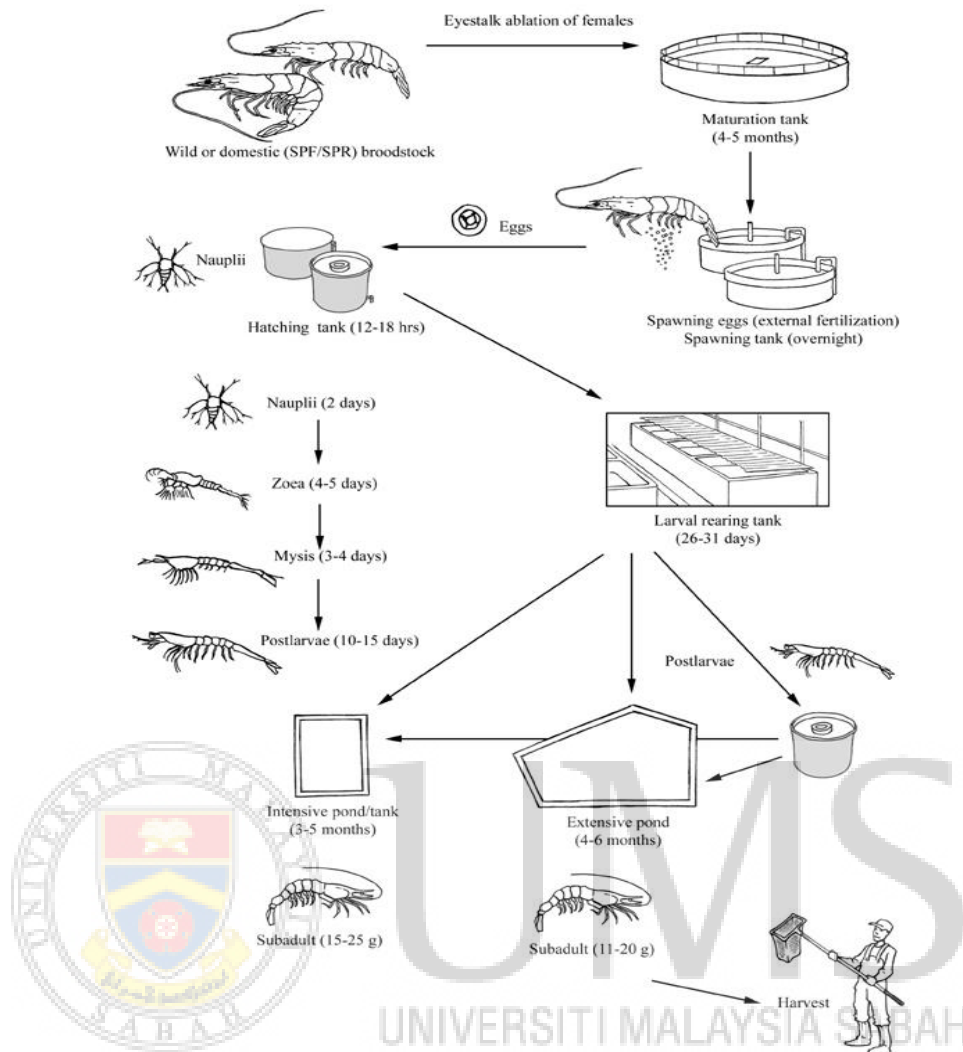 Eyestalk ablation of females
Wild or domestic (SPF/SPR) broodstock
Maturation tank
(4-5 months)
Eggs
Nauplii
Hatching tank (12-18 hrs)
Spawning eggs (external fertilization)
Spawning tank (overnight)
Nauplii (2 days)
Zoea (4-5 days)
Mysis (3-4 days)
Postlarvae (10-15 days)
Larval rearing tank
(26-31 days)
Postlarvae
Intensive pond/tank
(3-5 months)
Extensive pond
(4-6 months)
Subadult (15-25 g)
Subadult (11-20 g)
Harvest
UNIVERSITI MALAYSIA
SABAH
UMS
UNIVERSITI MALAYSIA SABAH